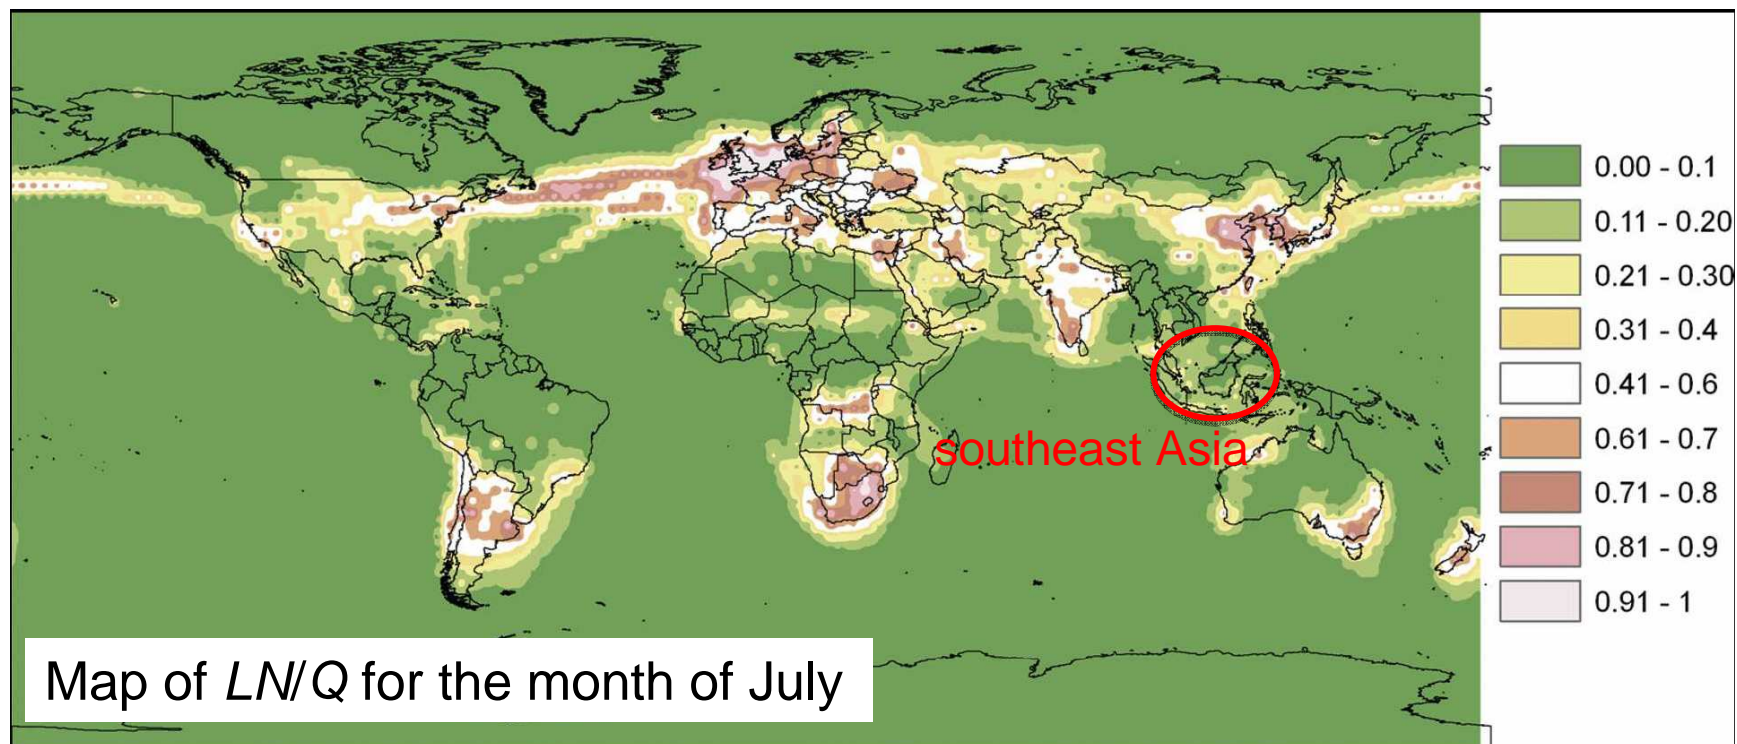 0.00 - 0.1
0.11 - 0.20
0.21 - 0.30
0.31 - 0.4
0.41 - 0.6
0.61 - 0.7
0.71 - 0.8
0.81 - 0.9
0.91 - 1
southeast Asia
Map of LN/Q for the month of July